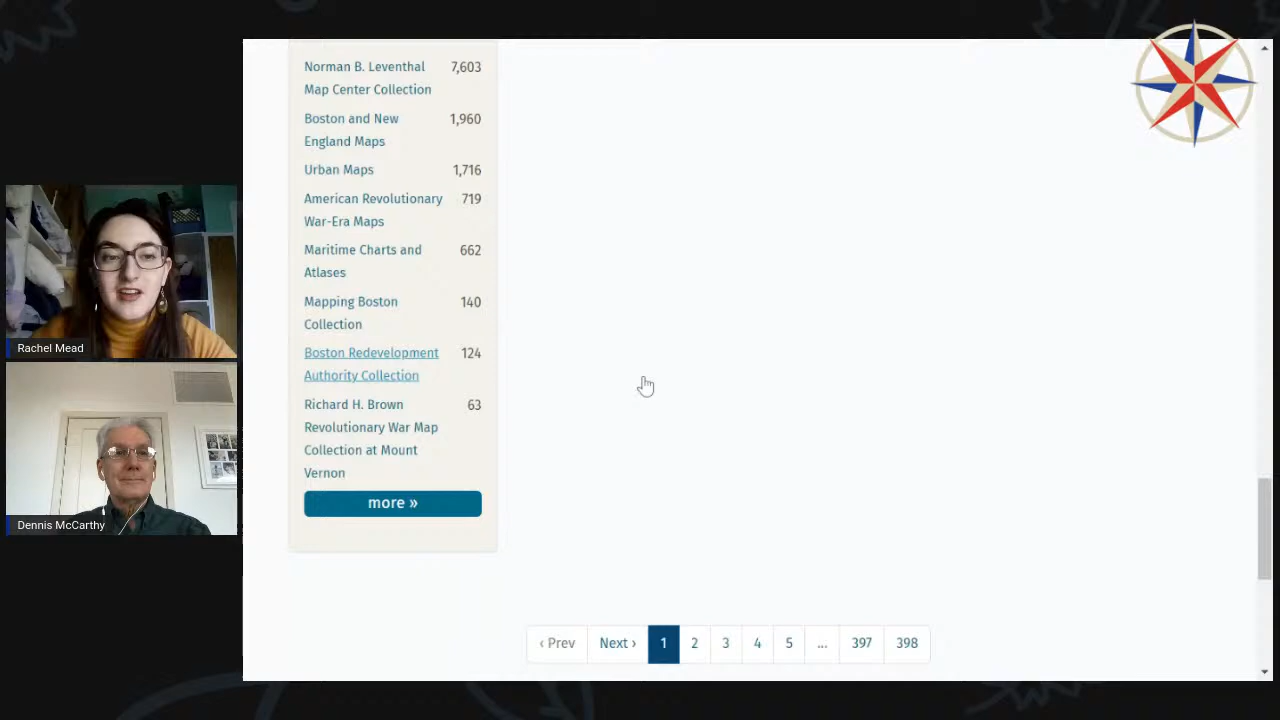 Norman B. Leventhal 7,603
Map Center Collection
Boston and New 1,960
England Maps
Urban Maps 1,716
American Revolutionary 719
War-Era Maps
Maritime Charts and 662
Atlases
Mapping Boston 140
Collection
Boston Redevelopment 124
Authority Collection
Richard H. Brown 63
Revolutionary War Map
Collection at Mount
Vernon
more »
‹ Prev Next › 1 2 3 4 5 ... 397 398
Rachel Mead
Dennis McCarthy